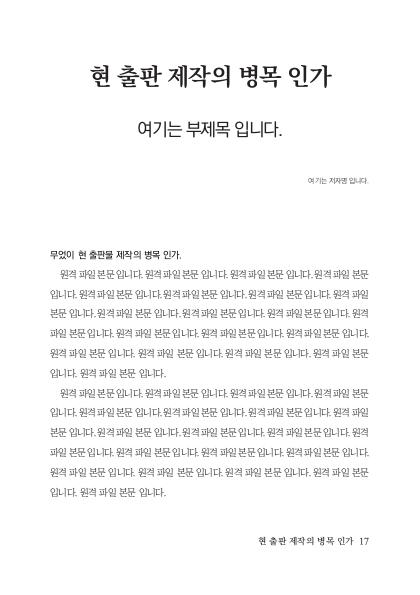 현 출판 제작의 병목 인가
여기는 부제목 입니다.
여기는 저자명 입니다.
무엇이 현 출판물 제작의 병목 인가.
원격 파일 본문 입니다. 원격 파일 본문 입니다. 원격 파일 본문 입니다. 원격 파일 본문
입니다. 원격 파일 본문 입니다. 원격 파일 본문 입니다. 원격 파일 본문 입니다. 원격 파일
본문 입니다. 원격 파일 본문 입니다. 원격 파일 본문 입니다. 원격 파일 본문 입니다. 원격
파일 본문 입니다. 원격 파일 본문 입니다. 원격 파일 본문 입니다. 원격 파일 본문 입니다.
원격 파일 본문 입니다. 원격 파일 본문 입니다. 원격 파일 본문 입니다. 원격 파일 본문
입니다. 원격 파일 본문 입니다.
원격 파일 본문 입니다. 원격 파일 본문 입니다. 원격 파일 본문 입니다. 원격 파일 본문
입니다. 원격 파일 본문 입니다. 원격 파일 본문 입니다. 원격 파일 본문 입니다. 원격 파일
본문 입니다. 원격 파일 본문 입니다. 원격 파일 본문 입니다. 원격 파일 본문 입니다. 원격
파일 본문 입니다. 원격 파일 본문 입니다. 원격 파일 본문 입니다. 원격 파일 본문 입니다.
원격 파일 본문 입니다. 원격 파일 본문 입니다. 원격 파일 본문 입니다. 원격 파일 본문
입니다. 원격 파일 본문 입니다.
현 출판 제작의 병목 인가 17